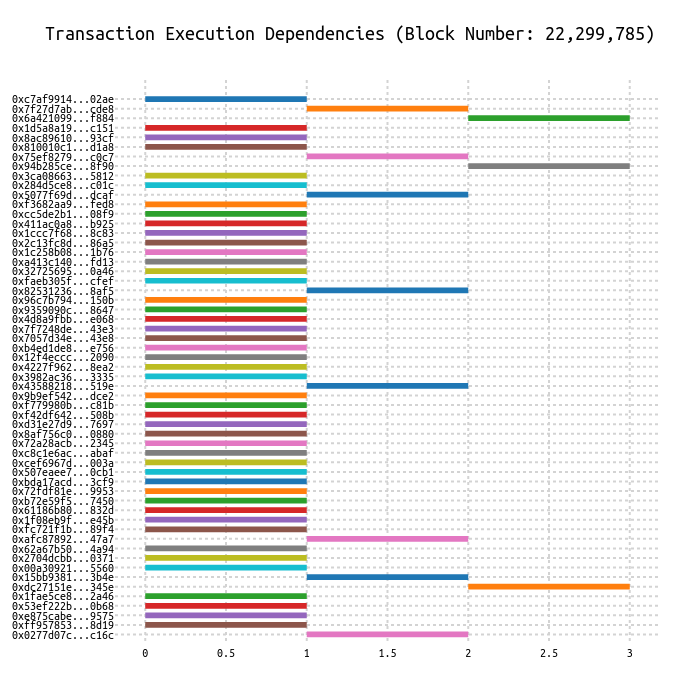 Transaction Execution Dependencies (Block Number: 22,299,785)
0xc7af9914...02ae
0x7f27d7ab...cde8
0x6a421099...f884
0x1d5a8a19...c151
0x8ac89610...93cf
0x810010c1...d1a8
0x75ef8279...c0c7
0x94b285ce...8f90
0x3ca08663...5812
0x284d5ce8...c01c
0x5077f69d...dcaf
0xf3682aa9...fed8
0xcc5de2b1...08f9
0x411ac0a8...b925
0x1ccc7f68...8c83
0x2c13fc8d...86a5
0x1c258b08...1b76
0xa413c140...fd13
0x32725695...0a46
0xfaeb305f...cfef
0x82531236...8af5
0x96c7b794...150b
0x9359090c...8647
0x4d8a9fbb...e068
0x7f7248de...43e3
0x7057d34e...43e8
0xb4ed1de8...e756
0x12f4eccc...2090
0x4227f962...8ea2
0x3982ac36...3335
0x43588218...519e
0x9b9ef542...dce2
0xf779980b...c81b
0xf42df642...508b
0xd31e27d9...7697
0x8af756c0...0880
0x72a28acb...2345
0xc8c1e6ac...abaf
0xcef6967d...003a
0x507eaee7...0cb1
0xbda17acd...3cf9
0x72fdf81e...9953
0xb72e59f5...7450
0x61186b80...832d
0x1f08eb9f...e45b
0xfc721f1b...89f4
0xafc87892...47a7
0x62a67b50...4a94
0x2704dcbb...0371
0x00a30921...5560
0x15bb9381...3b4e
0xdc27151e...345e
0x1fae5ce8...2a46
0x53ef222b...0b68
0xe875cabe...9575
0xff957853...8d19
0x0277d07c...c16c
0 0.5 1 1.5 2 2.5 3